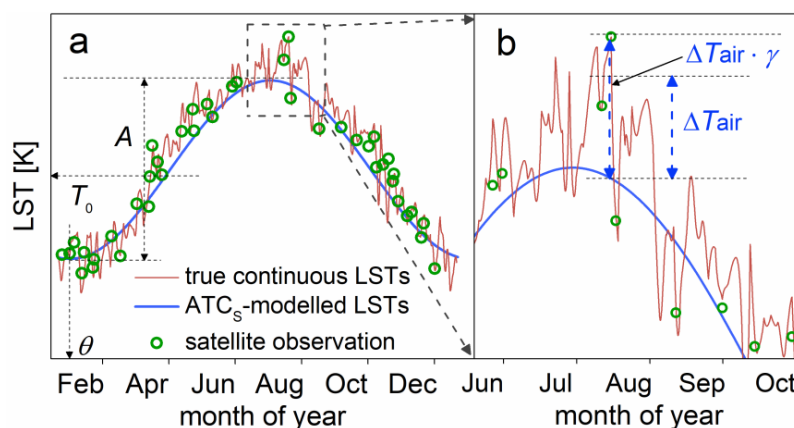 a
b
ΔTair · γ
ΔTair
A
T0
θ
LST [K]
true continuous LSTs
ATCS-modelled LSTs
satellite observation
Feb Apr Jun Aug Oct Dec
Jun Jul Aug Sep Oct
month of year
month of year